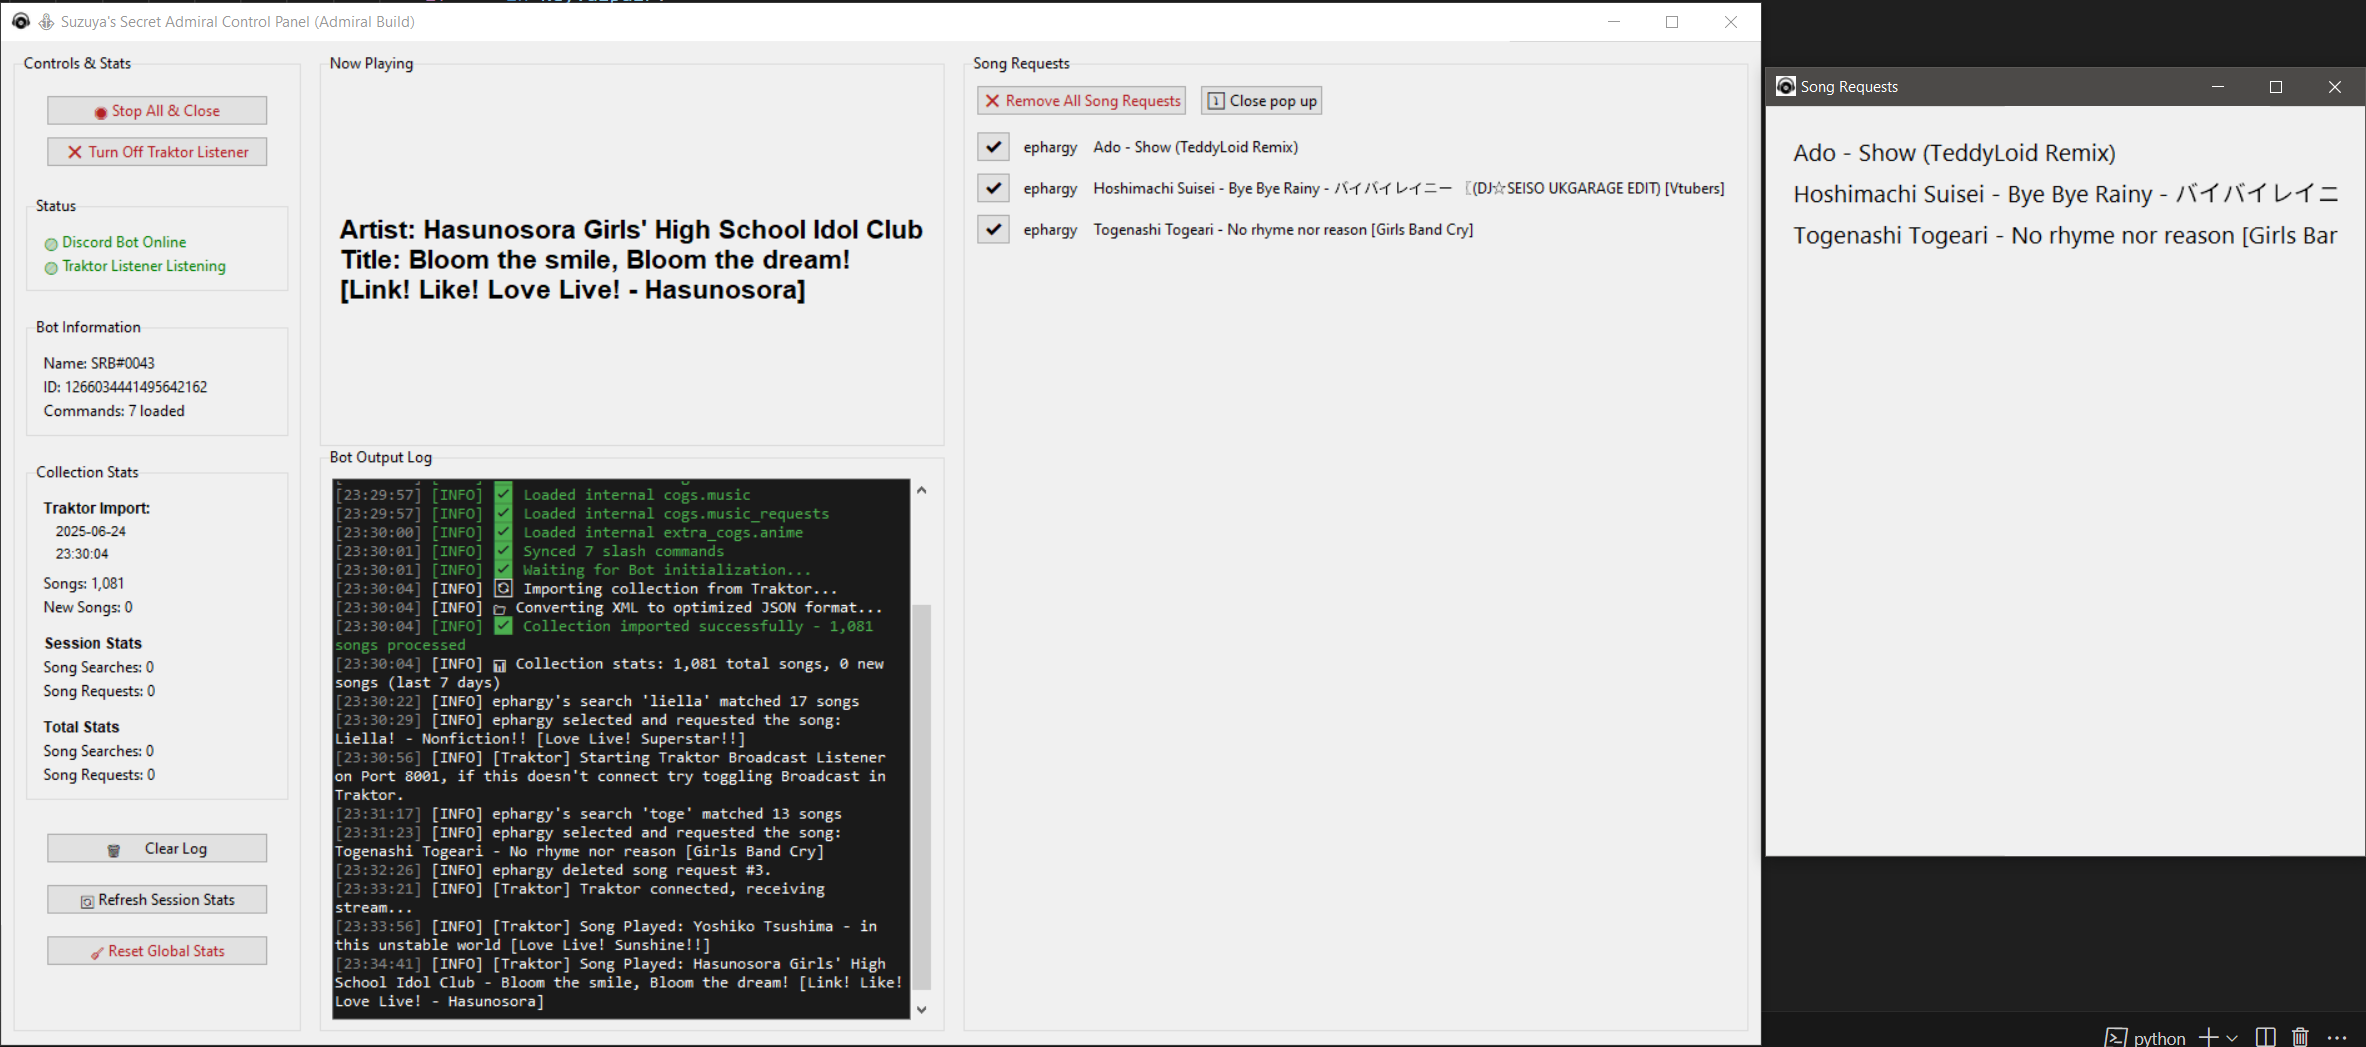 Suzuya's Secret Admiral Control Panel (Admiral Build)
Controls & Stats
Stop All & Close
Turn Off Traktor Listener
Status
Discord Bot Online
Traktor Listener Listening
Bot Information
Name: SRB#0043
ID: 1266034441495642162
Commands: 7 loaded
Collection Stats
Traktor Import:
2025-06-24
23:30:04
Songs: 1,081
New Songs: 0
Session Stats
Song Searches: 0
Song Requests: 0
Total Stats
Song Searches: 0
Song Requests: 0
Clear Log
Refresh Session Stats
Reset Global Stats
Now Playing
Artist: Hasunosora Girls' High School Idol Club
Title: Bloom the smile, Bloom the dream!
[Link! Like! Love Live! - Hasunosora]
Bot Output Log
[23:29:57] [INFO] ✓ Loaded internal cogs.music
[23:29:57] [INFO] ✓ Loaded internal cogs.music_requests
[23:30:00] [INFO] ✓ Loaded internal extra_cogs.anime
[23:30:01] [INFO] ✓ Synced 7 slash commands
[23:30:01] [INFO] ✓ Waiting for Bot initialization...
[23:30:04] [INFO] Importing collection from Traktor...
[23:30:04] [INFO] Converting XML to optimized JSON format...
[23:30:04] [INFO] ✓ Collection imported successfully - 1,081
songs processed
[23:30:04] [INFO] Collection stats: 1,081 total songs, 0 new
songs (last 7 days)
[23:30:22] [INFO] ephargy's search 'liella' matched 17 songs
[23:30:29] [INFO] ephargy selected and requested the song:
Liella! - Nonfiction!! [Love Live! Superstar!!]
[23:30:56] [INFO] [Traktor] Starting Traktor Broadcast Listener
on Port 8001, if this doesn't connect try toggling Broadcast in
Traktor.
[23:31:17] [INFO] ephargy's search 'toge' matched 13 songs
[23:31:23] [INFO] ephargy selected and requested the song:
Togenashi Togeari - No rhyme nor reason [Girls Band Cry]
[23:32:26] [INFO] ephargy deleted song request #3.
[23:33:21] [INFO] [Traktor] Traktor connected, receiving
stream...
[23:33:56] [INFO] [Traktor] Song Played: Yoshiko Tsushima - in
this unstable world [Love Live! Sunshine!!]
[23:34:41] [INFO] [Traktor] Song Played: Hasunosora Girls' High
School Idol Club - Bloom the smile, Bloom the dream! [Link! Like!
Love Live! - Hasunosora]
Song Requests
Remove All Song Requests
Close pop up
ephargy Ado - Show (TeddyLoid Remix)
ephargy Hoshimachi Suisei - Bye Bye Rainy - バイバイレイニー 〖(DJ☆SEISO UKGARAGE EDIT) [Vtubers]
ephargy Togenashi Togeari - No rhyme nor reason [Girls Band Cry]
Song Requests
Ado - Show (TeddyLoid Remix)
Hoshimachi Suisei - Bye Bye Rainy - バイバイレイニ
Togenashi Togeari - No rhyme nor reason [Girls Bar
python